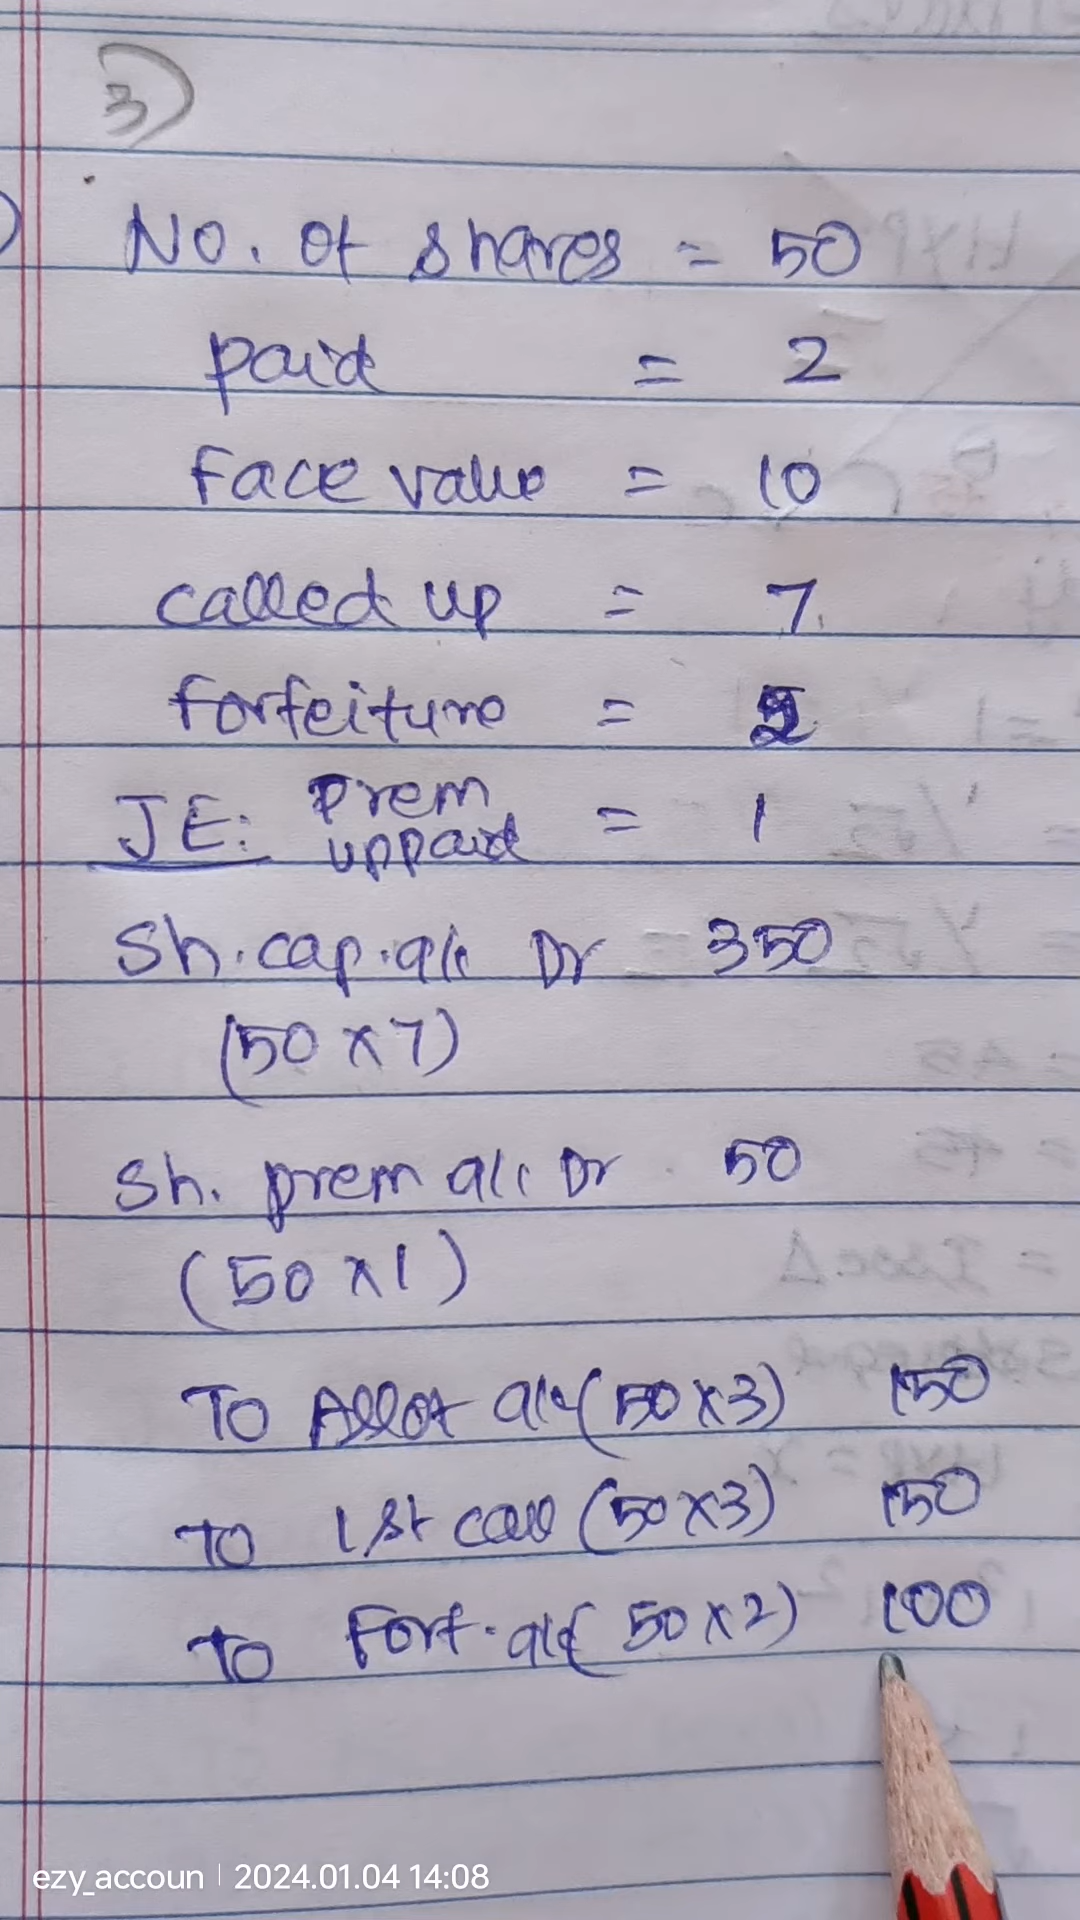 3)
No. of shares = 50
paid = 2
face value = 10
called up = 7
forfeiture = 2
JE: Prem unpaid = 1
Sh. cap. a/c Dr 350
(50 x 7)
Sh. prem a/c Dr 50
(50 x 1)
To Allot a/c (50 x 3) 150
To 1st call (50 x 3) 150
To Forf. a/c (50 x 2) 100
ezy_accoun | 2024.01.04 14:08